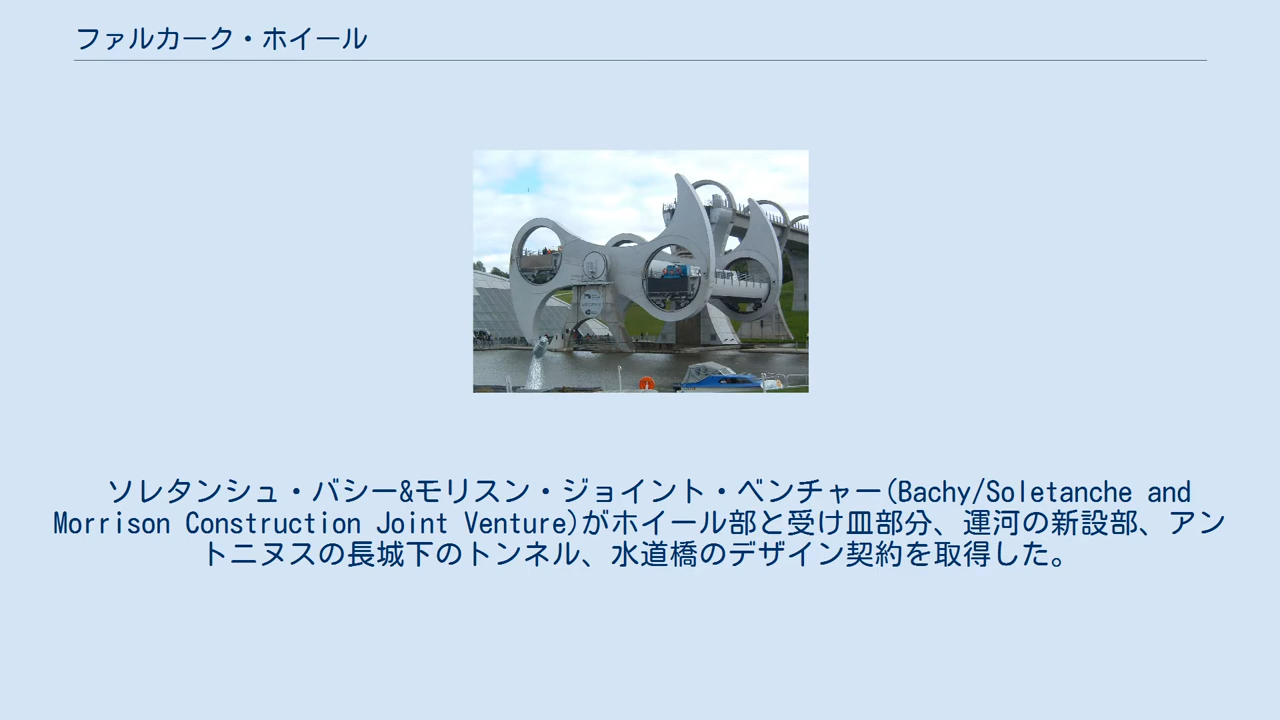 ファルカーク・ホイール
ソレタンシュ・バシー&モリスン・ジョイント・ベンチャー(Bachy/Soletanche and
Morrison Construction Joint Venture)がホイール部と受け皿部分、運河の新設部、アン
トニヌスの長城下のトンネル、水道橋のデザイン契約を取得した。